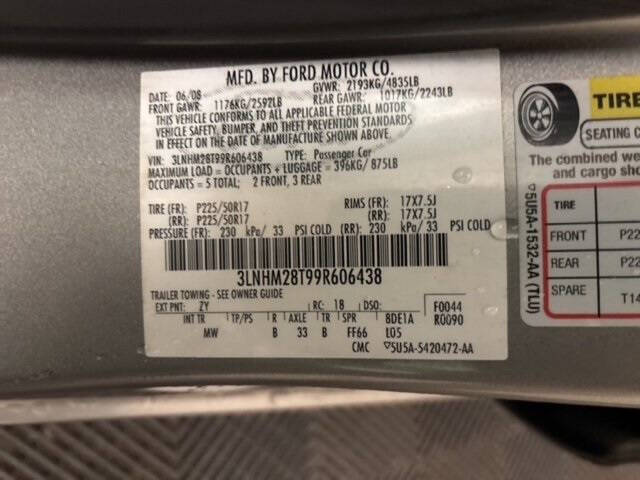 MFD. BY FORD MOTOR CO.
DATE: 06/08 GVWR: 2193KG/4835LB
FRONT GAWR: 1176KG/2592LB REAR GAWR: 1017KG/2243LB
THIS VEHICLE CONFORMS TO ALL APPLICABLE FEDERAL MOTOR
VEHICLE SAFETY, BUMPER, AND THEFT PREVENTION STANDARDS
IN EFFECT ON THE DATE OF MANUFACTURE SHOWN ABOVE.
VIN: 3LNHM28T99R606438 TYPE: Passenger Car
MAXIMUM LOAD = OCCUPANTS + LUGGAGE = 396KG/ 875LB
OCCUPANTS = 5 TOTAL: 2 FRONT, 3 REAR
TIRE (FR): P225/50R17 RIMS (FR): 17X7.5J
(RR): P225/50R17 (RR): 17X7.5J
PRESSURE (FR): 230 kPa/ 33 PSI COLD (RR): 230 kPa/ 33 PSI COLD
3LNHM28T99R606438
TRAILER TOWING - SEE OWNER GUIDE
EXT PNT: ZY RC: 18 DSO: F0044
INT TR TP/PS R AXLE TR SPR 8DE1A R0090
MW B 33 B FF66 L05
CMC 5U5A-5420472-AA
TIRE
SEATING C
The combined we
and cargo sho
5U5A-1532-AA (TLU)
TIRE
FRONT P22
REAR P22
SPARE T14